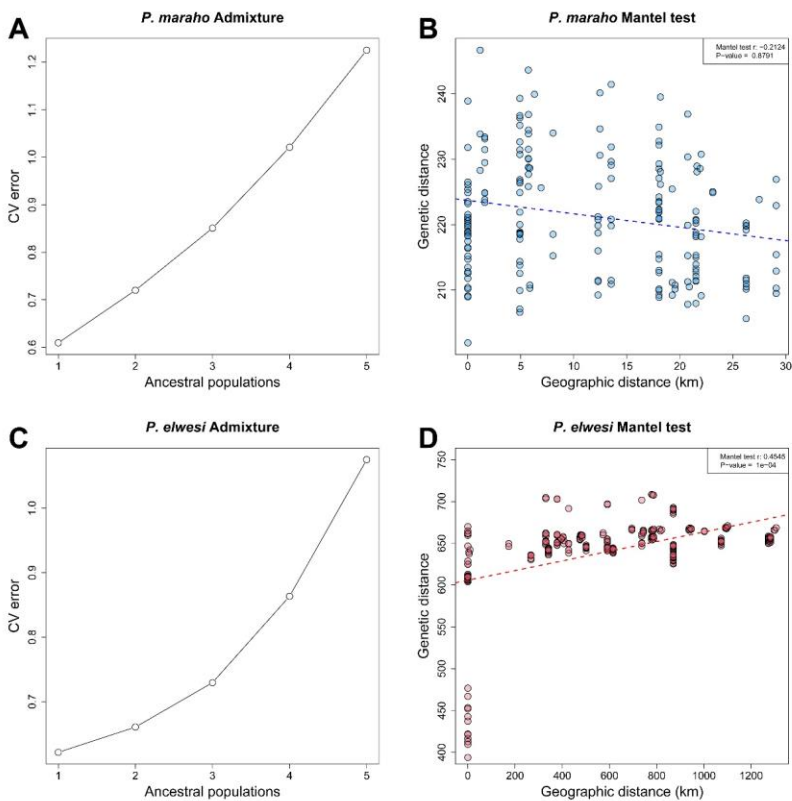 A
P. maraho Admixture
CV error
1.2
1.1
1.0
0.9
0.8
0.7
0.6
1 2 3 4 5
Ancestral populations
B
P. maraho Mantel test
Mantel test r: −0.2124
P−value = 0.8791
Genetic distance
240
230
220
210
0 5 10 15 20 25 30
Geographic distance (km)
C
P. elwesi Admixture
CV error
1.0
0.9
0.8
0.7
1 2 3 4 5
Ancestral populations
D
P. elwesi Mantel test
Mantel test r: 0.4545
P−value = 1e−04
Genetic distance
750
700
650
600
550
500
450
400
0 200 400 600 800 1000 1200
Geographic distance (km)